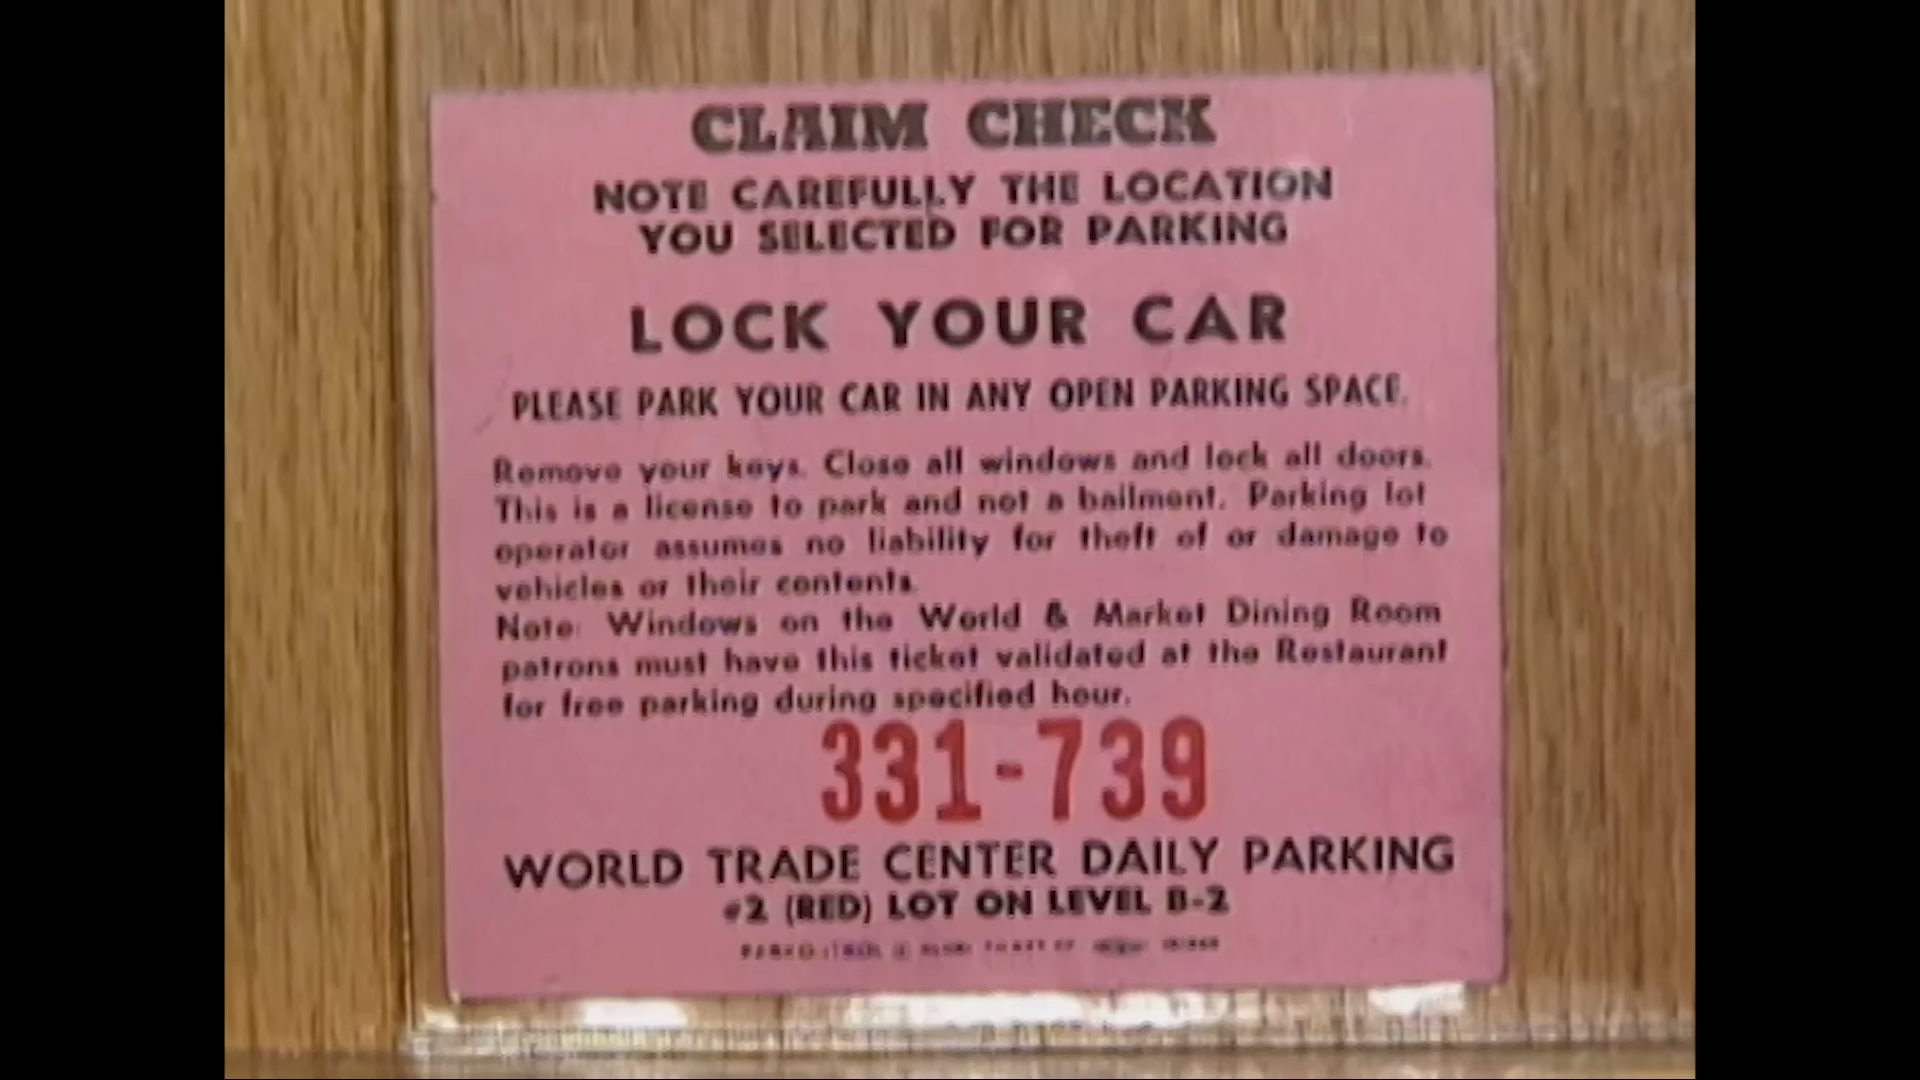 CLAIM CHECK
NOTE CAREFULLY THE LOCATION
YOU SELECTED FOR PARKING
LOCK YOUR CAR
PLEASE PARK YOUR CAR IN ANY OPEN PARKING SPACE.
Remove your keys. Close all windows and lock all doors.
This is a license to park and not a bailment. Parking lot
operator assumes no liability for theft of or damage to
vehicles or their contents.
Note: Windows on the World & Market Dining Room
patrons must have this ticket validated at the Restaurant
for free parking during specified hour.
331-739
WORLD TRADE CENTER DAILY PARKING
#2 (RED) LOT ON LEVEL B-2